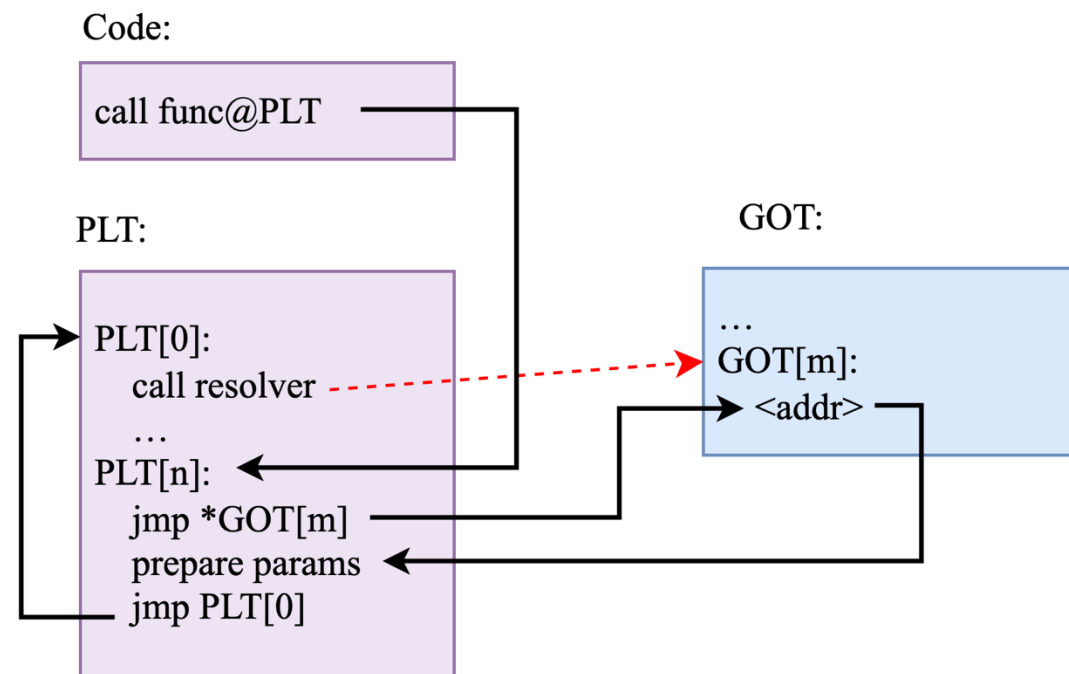 Code:
call func@PLT
PLT:
PLT[0]:
call resolver
...
PLT[n]:
jmp *GOT[m]
prepare params
jmp PLT[0]
GOT:
...
GOT[m]:
<addr>